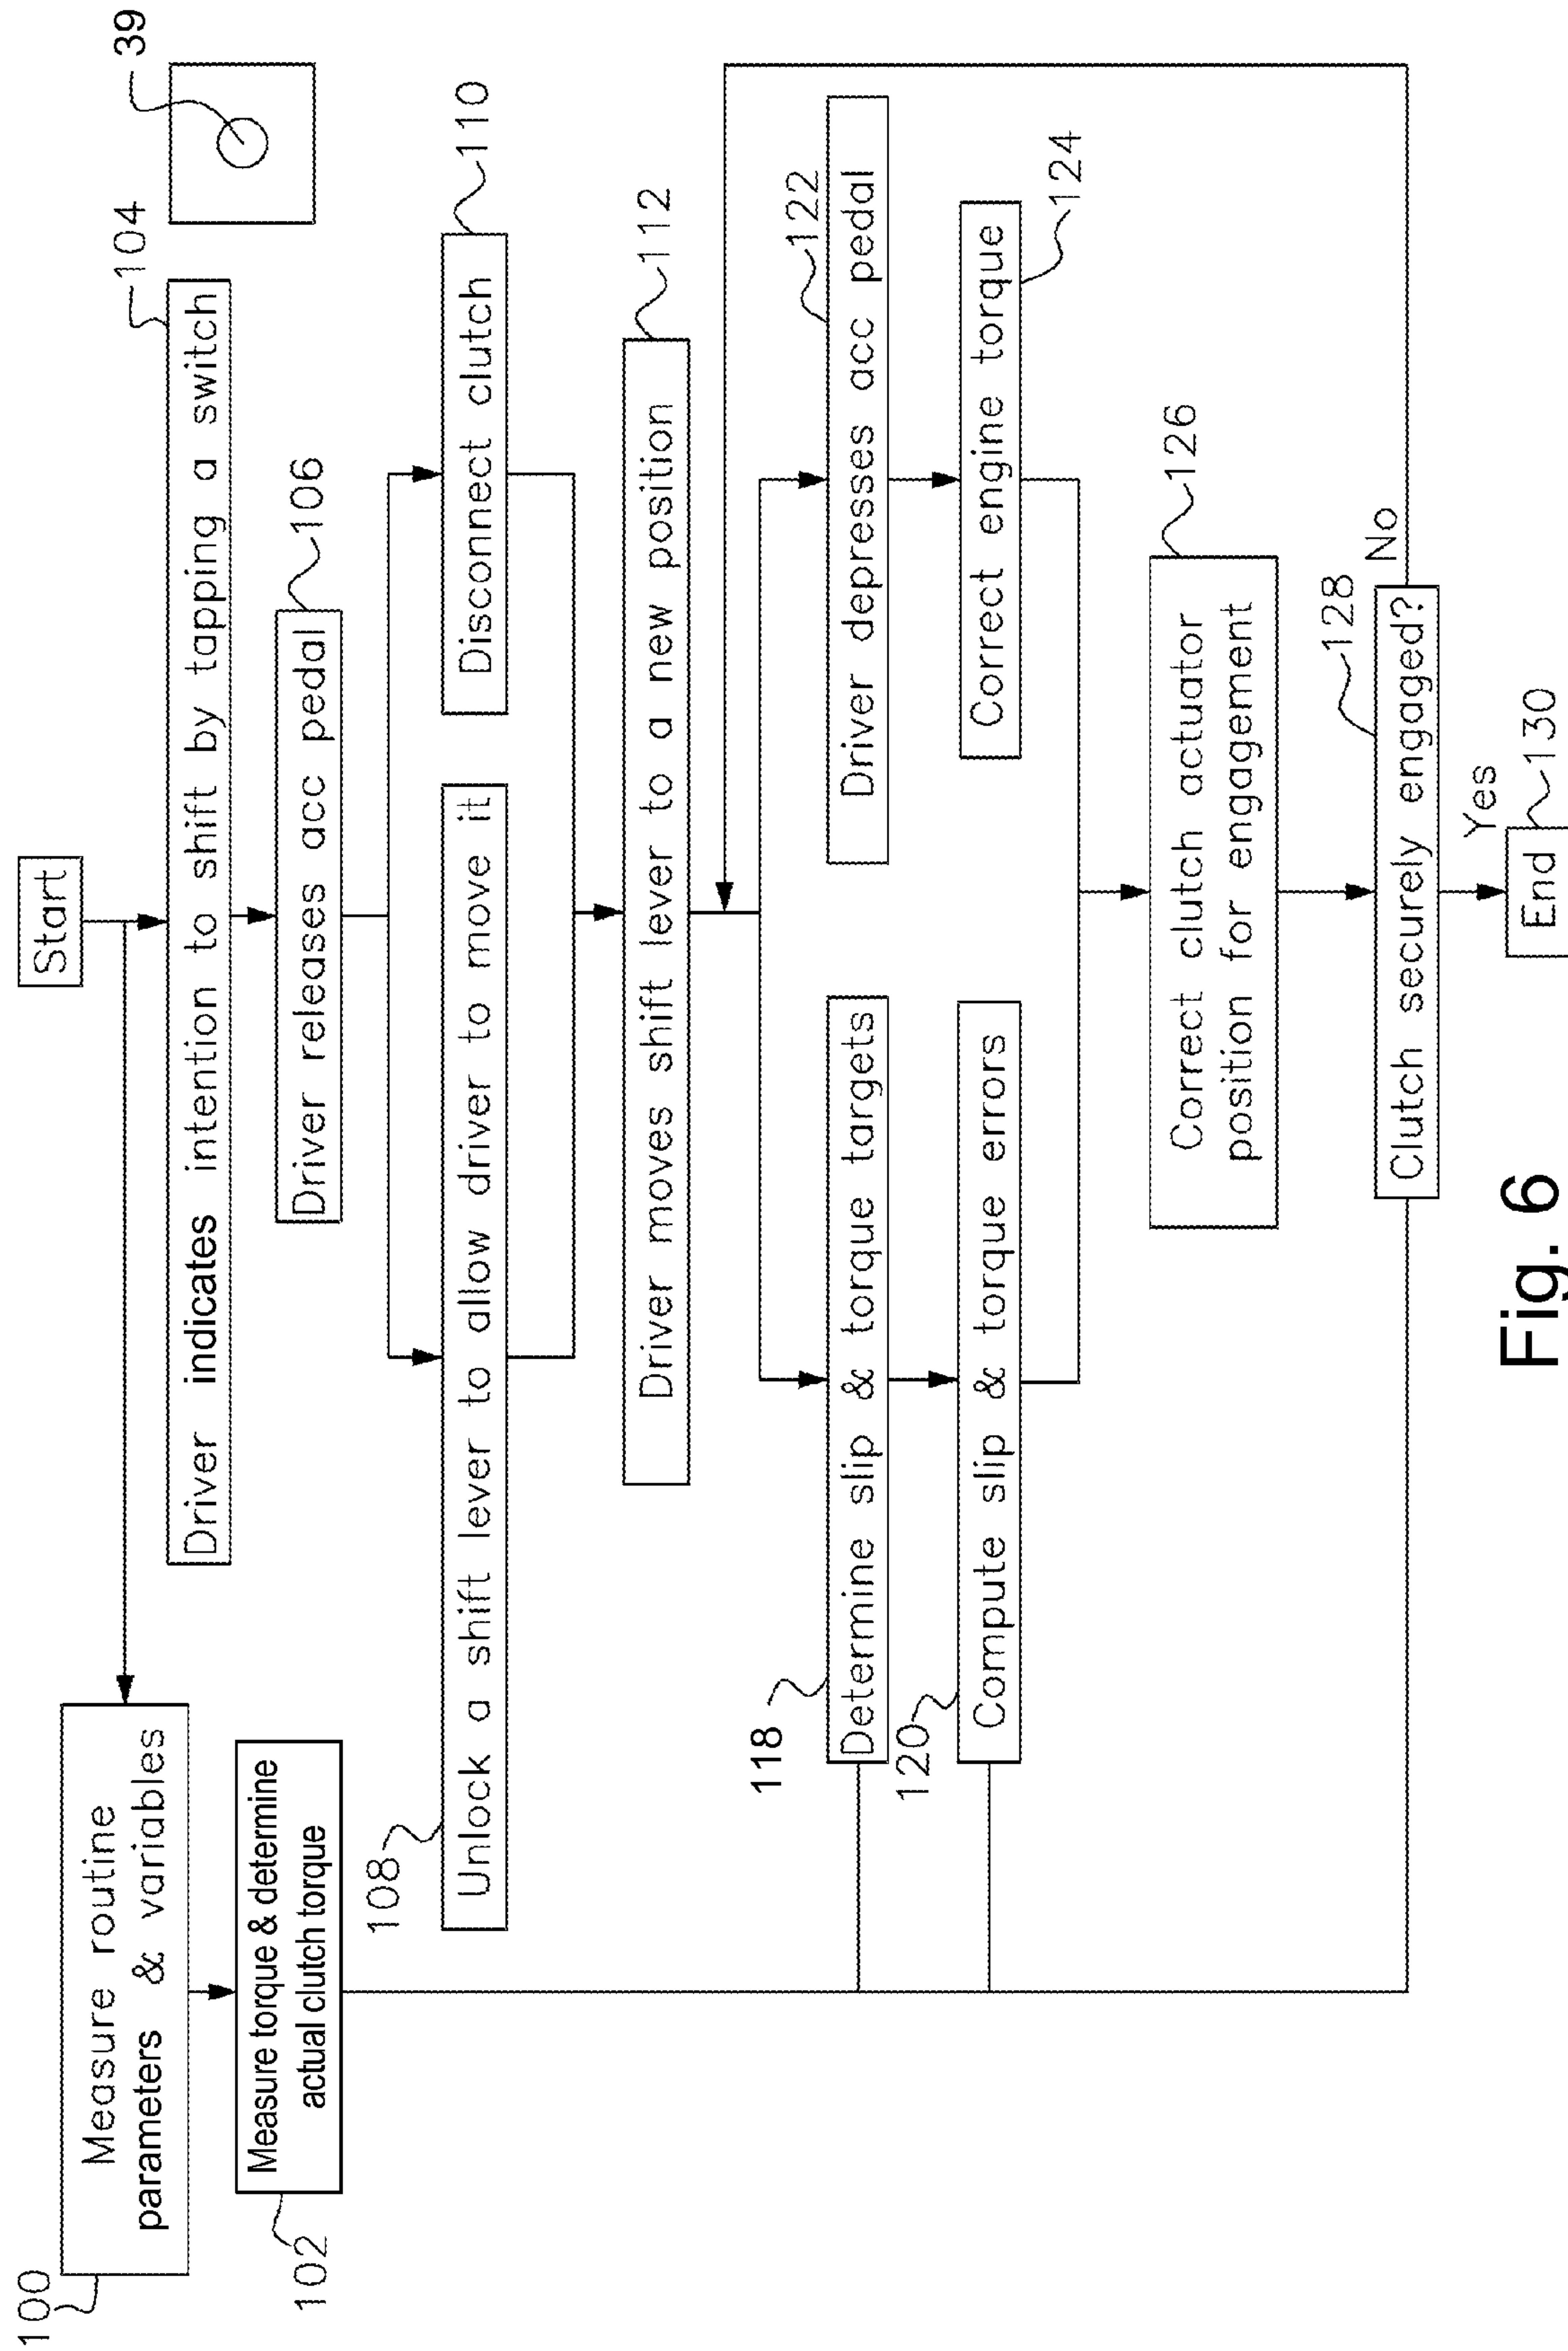 Start
39
104
Driver indicates intention to shift by tapping a switch
100
Measure routine
parameters & variables
106
Driver releases acc pedal
102
Measure torque & determine
actual clutch torque
108
Unlock a shift lever to allow driver to move it
110
Disconnect clutch
112
Driver moves shift lever to a new position
118
Determine slip & torque targets
122
Driver depresses acc pedal
120
Compute slip & torque errors
124
Correct engine torque
126
Correct clutch actuator
position for engagement
128
Clutch securely engaged?
No
Yes
End
130
Fig. 6